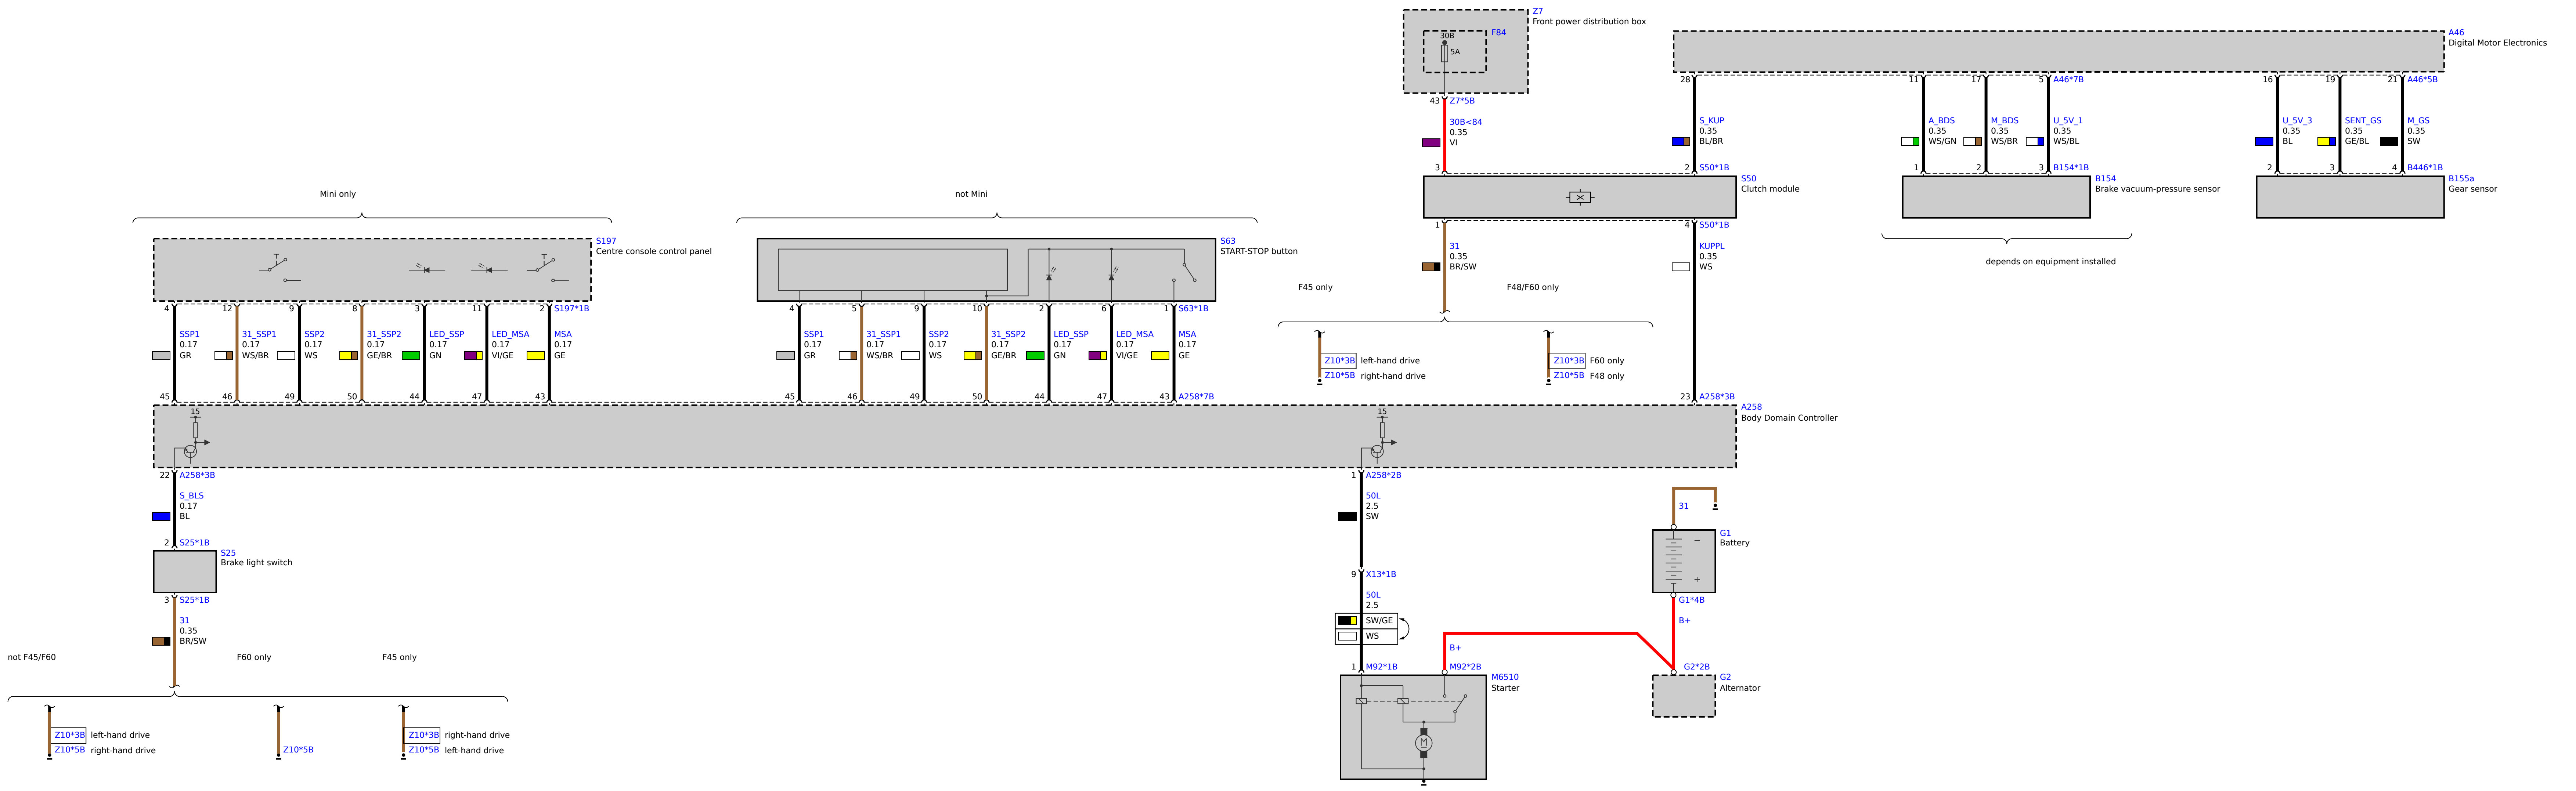 Z7
Front power distribution box
F84
30B
5A
A46
Digital Motor Electronics
43 Z7*5B
28
11
17
5 A46*7B
16
19
21 A46*5B
30B<84
0.35
VI
S_KUP
0.35
BL/BR
A_BDS
0.35
WS/GN
M_BDS
0.35
WS/BR
U_5V_1
0.35
WS/BL
U_5V_3
0.35
BL
SENT_GS
0.35
GE/BL
M_GS
0.35
SW
3
2 S50*1B
1
2
3 B154*1B
2
3
4 B446*1B
S50
Clutch module
B154
Brake vacuum-pressure sensor
B155a
Gear sensor
Mini only
not Mini
1
4 S50*1B
S197
Centre console control panel
S63
START-STOP button
31
0.35
BR/SW
KUPPL
0.35
WS
depends on equipment installed
F45 only
F48/F60 only
4
12
9
8
3
11
2 S197*1B
4
5
9
10
2
6
1 S63*1B
SSP1
0.17
GR
31_SSP1
0.17
WS/BR
SSP2
0.17
WS
31_SSP2
0.17
GE/BR
LED_SSP
0.17
GN
LED_MSA
0.17
VI/GE
MSA
0.17
GE
SSP1
0.17
GR
31_SSP1
0.17
WS/BR
SSP2
0.17
WS
31_SSP2
0.17
GE/BR
LED_SSP
0.17
GN
LED_MSA
0.17
VI/GE
MSA
0.17
GE
Z10*3B left-hand drive
Z10*5B right-hand drive
Z10*3B F60 only
Z10*5B F48 only
45
46
49
50
44
47
43
45
46
49
50
44
47
43 A258*7B
23 A258*3B
A258
Body Domain Controller
15
15
22 A258*3B
1 A258*2B
S_BLS
0.17
BL
50L
2.5
SW
31
2 S25*1B
S25
Brake light switch
G1
Battery
−
+
9 X13*1B
3 S25*1B
50L
2.5
SW/GE
WS
G1*4B
B+
31
0.35
BR/SW
B+
not F45/F60
F60 only
F45 only
1 M92*1B
M92*2B
G2*2B
M6510
Starter
M
G2
Alternator
Z10*3B left-hand drive
Z10*5B right-hand drive
Z10*5B
Z10*3B right-hand drive
Z10*5B left-hand drive